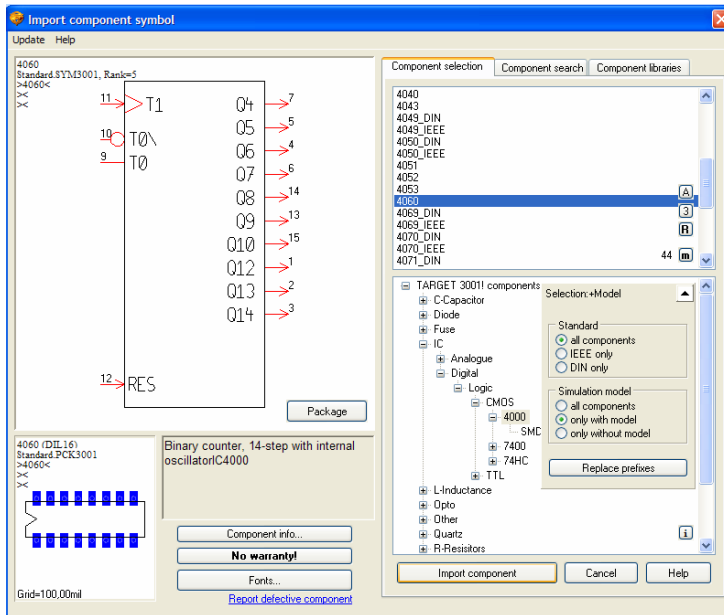 Import component symbol
Update Help
4060
Standard.SYM3001, Rank=5
>4060<
><
><
11 T1
10 T0\
9 T0
12 RES
Q4 7
Q5 5
Q6 4
Q7 6
Q8 14
Q9 13
Q10 15
Q12 1
Q13 2
Q14 3
Package
4060 (DIL16)
Standard.PCK3001
>4060<
><
><
Grid=100,00mil
Binary counter, 14-step with internal
oscillatorIC4000
Component info...
No warranty!
Fonts...
Report defective component
Component selection Component search Component libraries
4040
4043
4049_DIN
4049_IEEE
4050_DIN
4050_IEEE
4051
4052
4053
4060
4069_DIN
4069_IEEE
4070_DIN
4070_IEEE
4071_DIN
A
3
R
44 m
TARGET 3001! components
C-Capacitor
Diode
Fuse
IC
Analogue
Digital
Logic
CMOS
4000
SMD
7400
74HC
TTL
L-Inductance
Opto
Other
Quartz
R-Resistors
Selection:+Model
Standard
all components
IEEE only
DIN only
Simulation model
all components
only with model
only without model
Replace prefixes
i
Import component Cancel Help